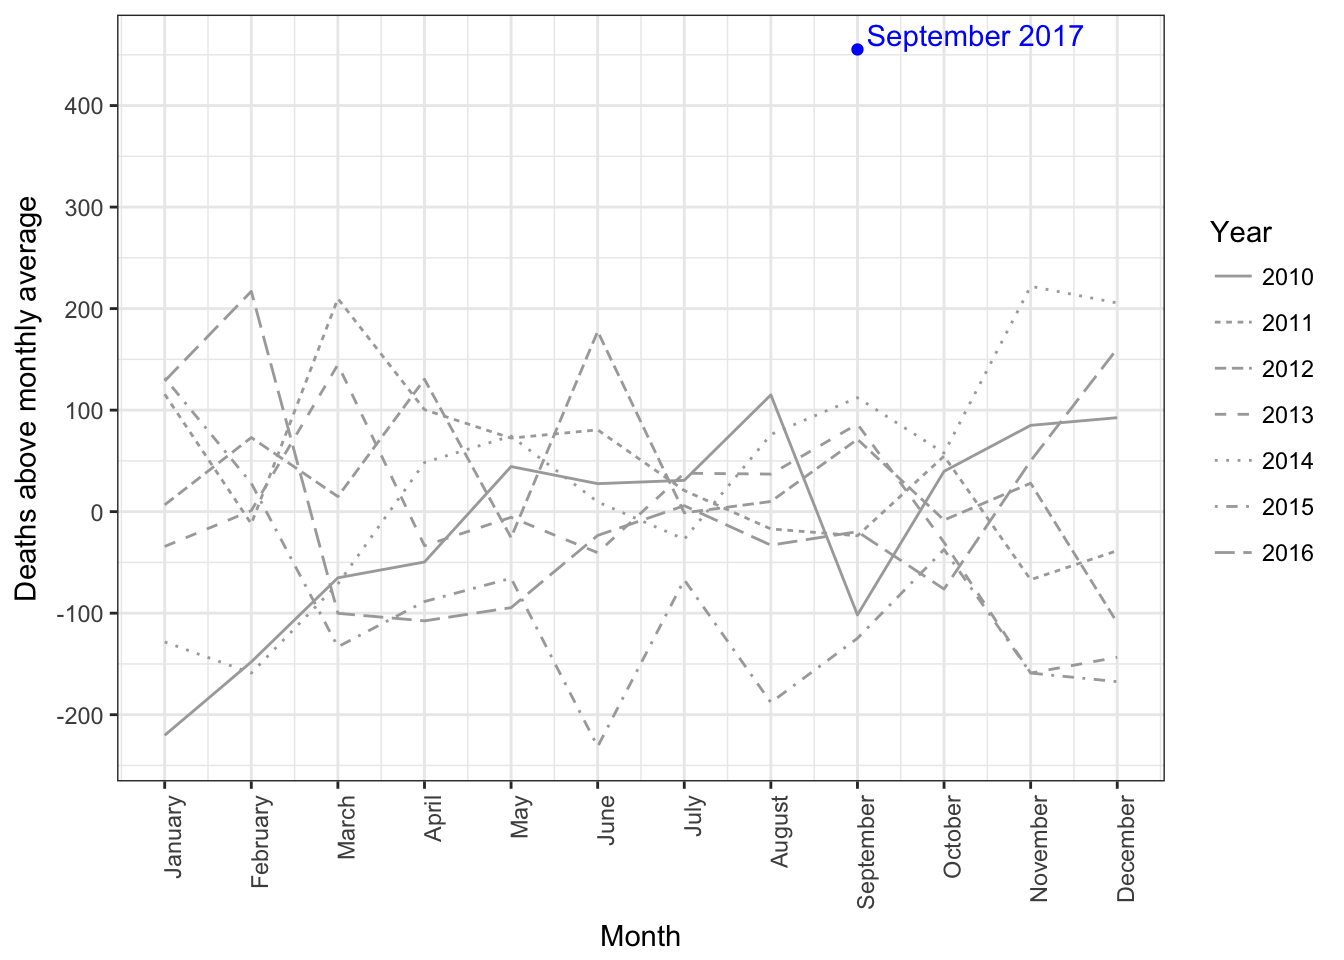 September 2017
Deaths above monthly average
400
300
200
100
0
-100
-200
January
February
March
April
May
June
July
August
September
October
November
December
Month
Year
2010
2011
2012
2013
2014
2015
2016